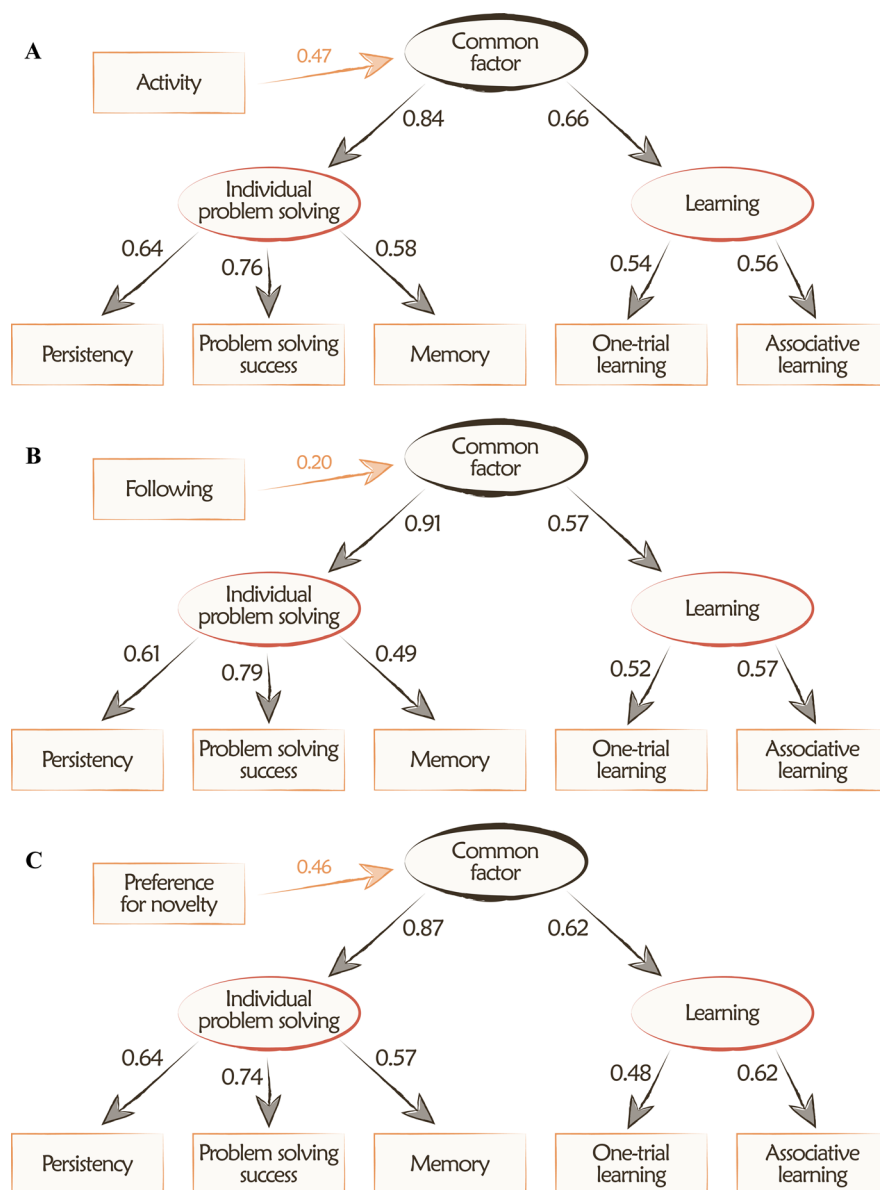 A
Common
factor
0.47
Activity
0.84
0.66
Individual
problem solving
Learning
0.64
0.76
0.58
0.54
0.56
Persistency
Problem solving
success
Memory
One-trial
learning
Associative
learning
B
Common
factor
0.20
Following
0.91
0.57
Individual
problem solving
Learning
0.61
0.79
0.49
0.52
0.57
Persistency
Problem solving
success
Memory
One-trial
learning
Associative
learning
C
Common
factor
0.46
Preference
for novelty
0.87
0.62
Individual
problem solving
Learning
0.64
0.74
0.57
0.48
0.62
Persistency
Problem solving
success
Memory
One-trial
learning
Associative
learning